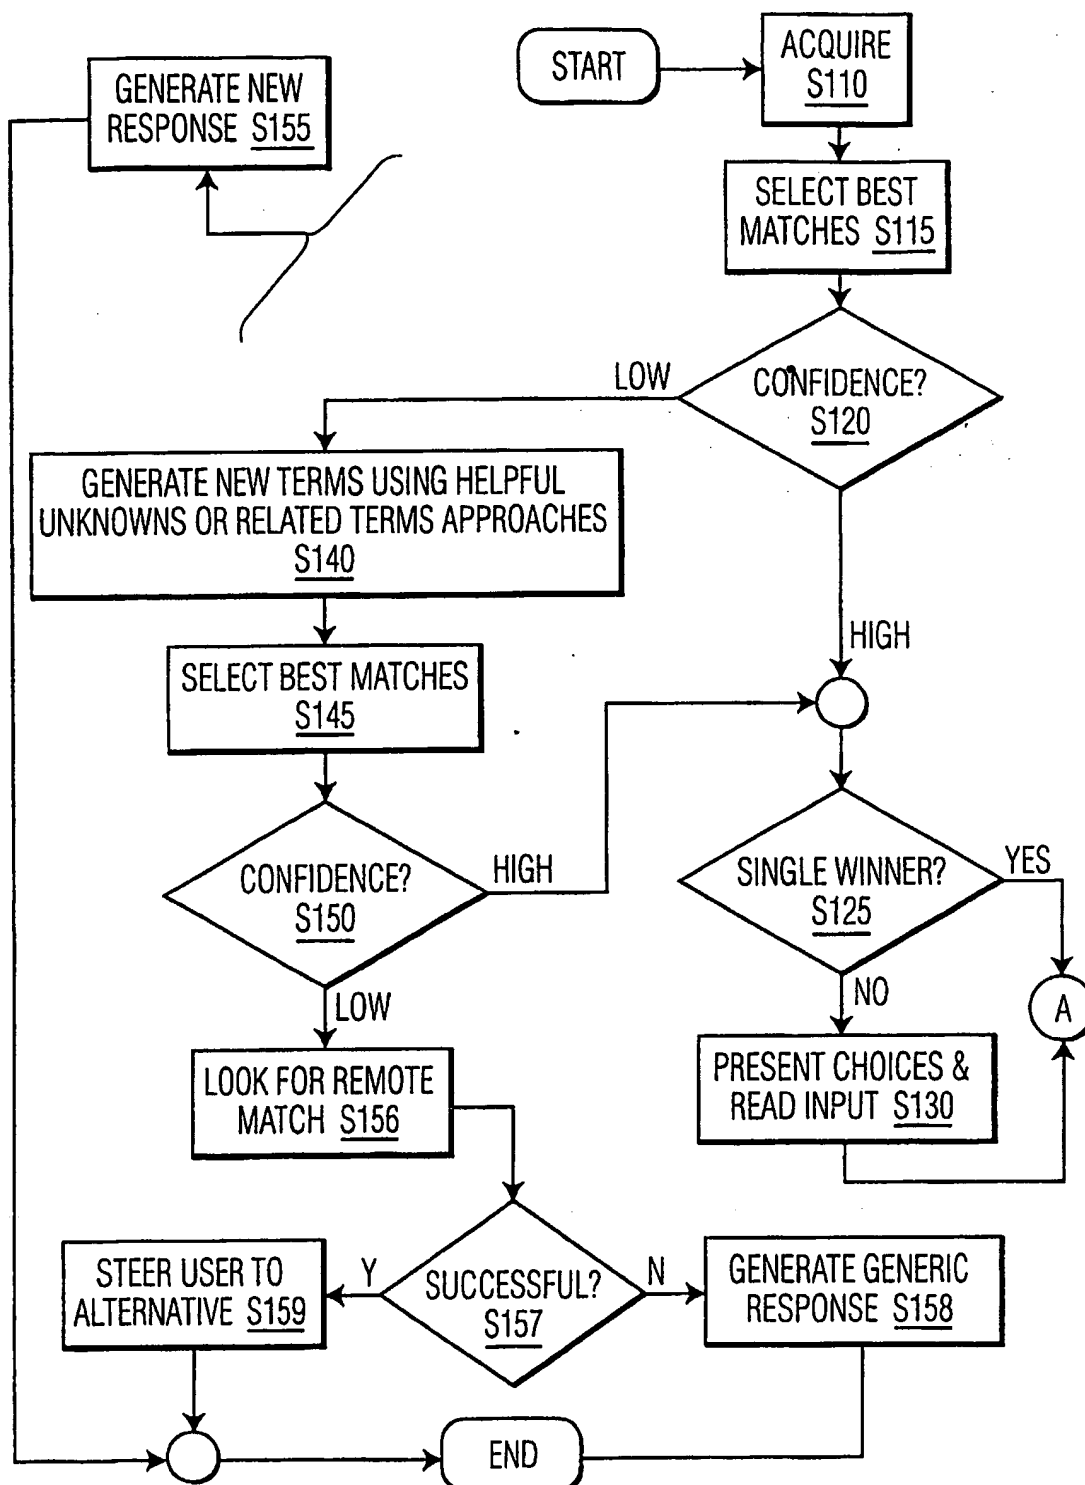 START
ACQUIRE
S110
GENERATE NEW
RESPONSE S155
SELECT BEST
MATCHES S115
LOW
CONFIDENCE?
S120
GENERATE NEW TERMS USING HELPFUL
UNKNOWNS OR RELATED TERMS APPROACHES
S140
HIGH
SELECT BEST MATCHES
S145
CONFIDENCE?
S150
HIGH
SINGLE WINNER?
S125
YES
LOW
NO
A
LOOK FOR REMOTE
MATCH S156
PRESENT CHOICES &
READ INPUT S130
STEER USER TO
ALTERNATIVE S159
Y
SUCCESSFUL?
S157
N
GENERATE GENERIC
RESPONSE S158
END